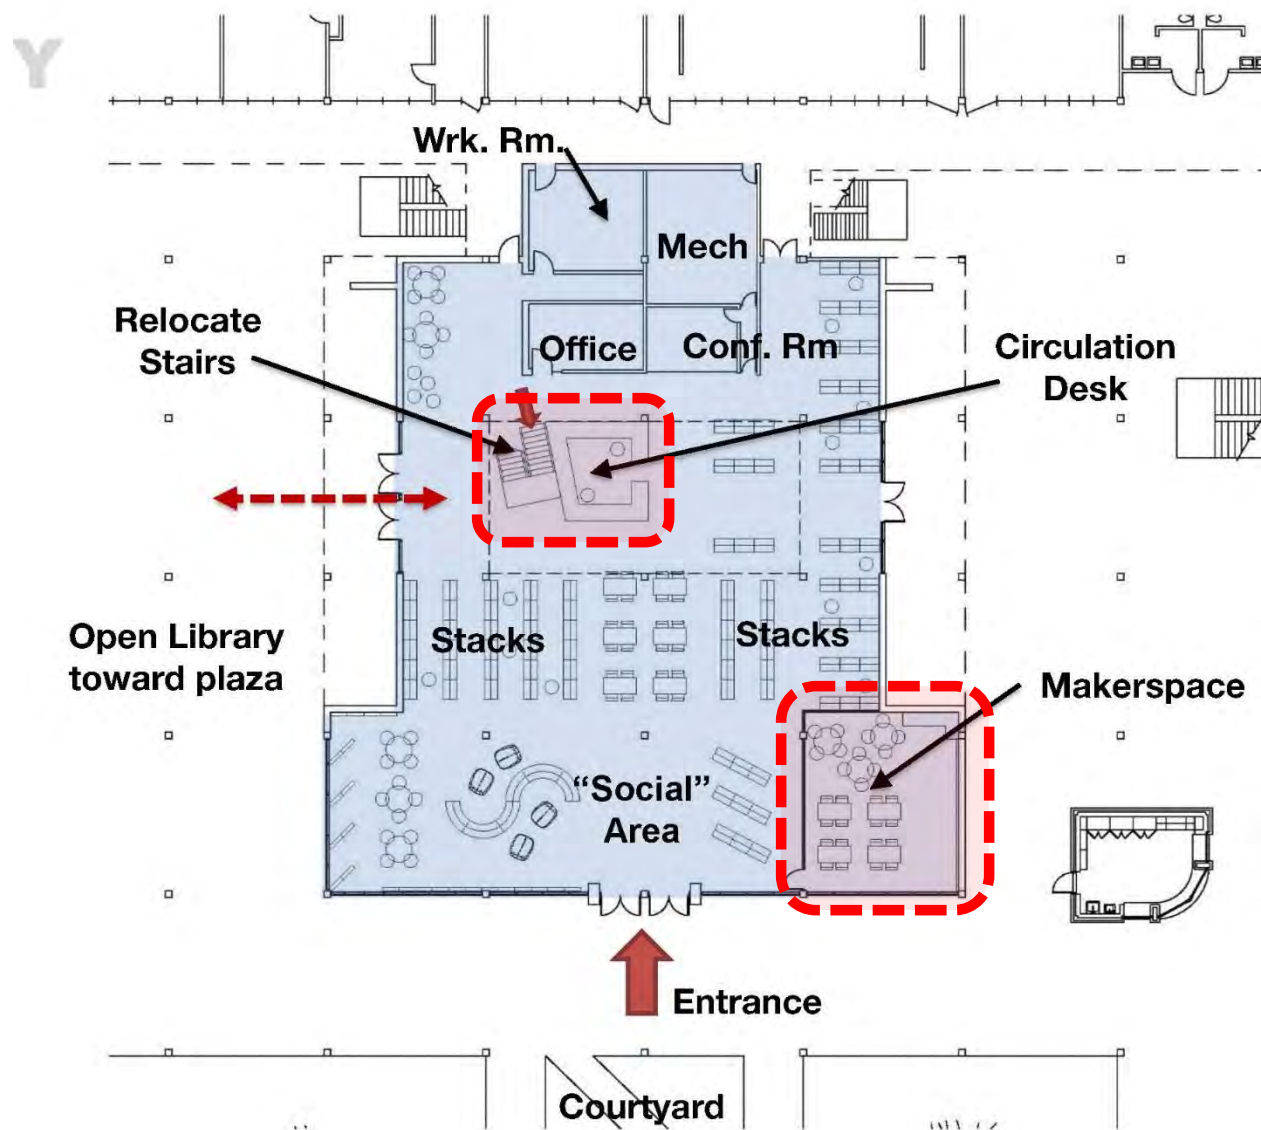 Y
Wrk. Rm.
Mech
Relocate
Stairs
Office
Conf. Rm
Circulation
Desk
Open Library
toward plaza
Stacks
Stacks
Makerspace
“Social”
Area
Entrance
Courtyard